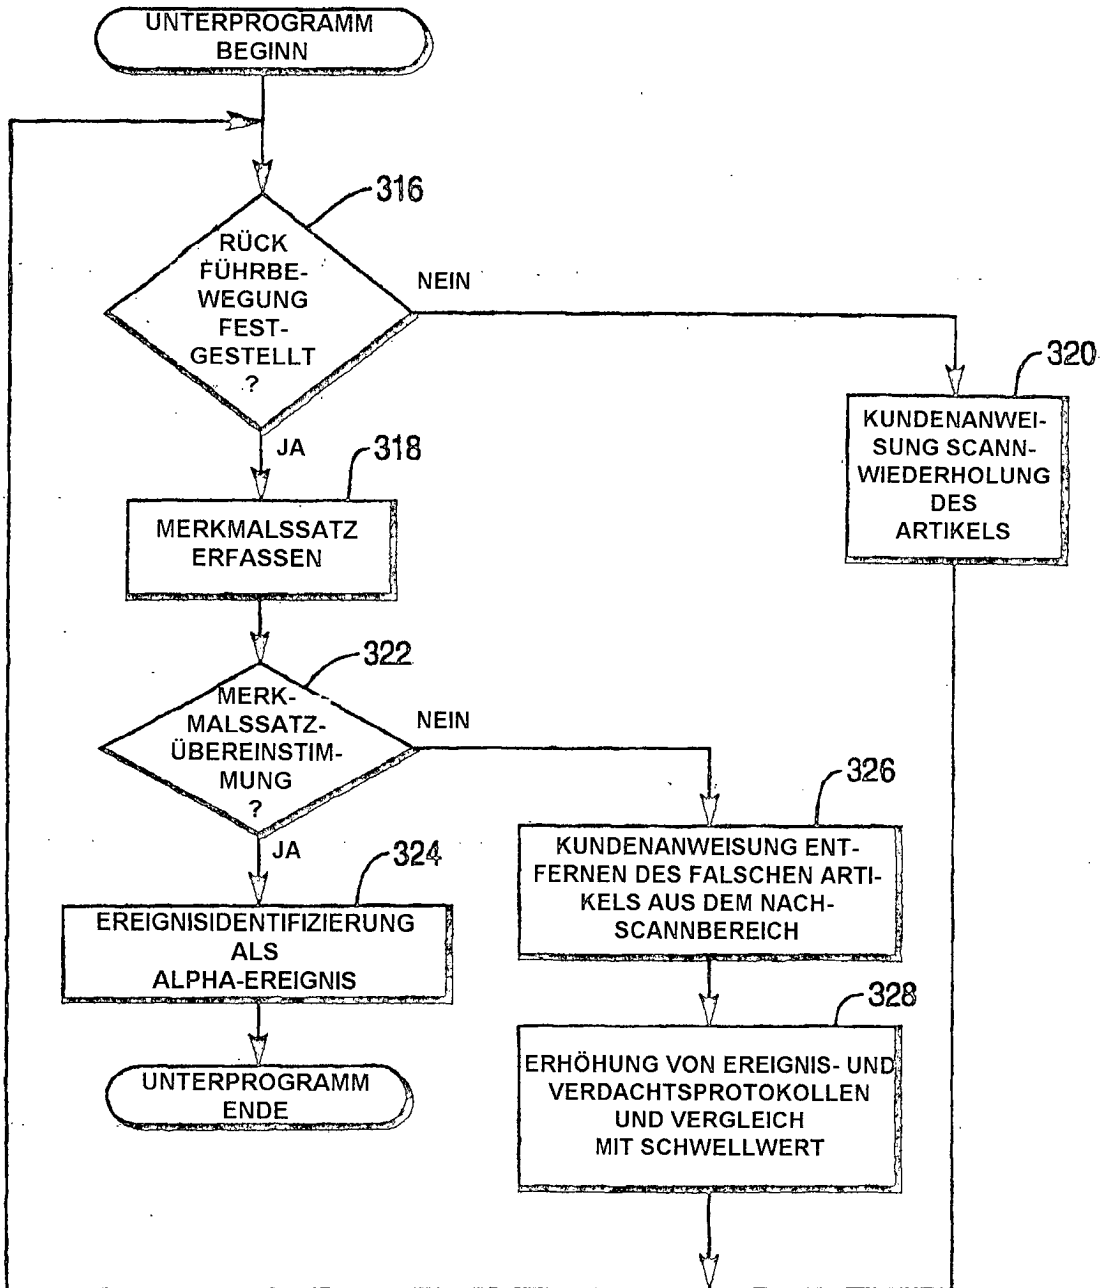 UNTERPROGRAMM
BEGINN
316
RÜCK
FÜHRBE-
WEGUNG
FEST-
GESTELLT
?
NEIN
320
KUNDENANWEI-
SUNG SCANN-
WIEDERHOLUNG
DES
ARTIKELS
JA
318
MERKMALSSATZ
ERFASSEN
322
MERK-
MALSSATZ-
ÜBEREINSTIM-
MUNG
?
NEIN
326
KUNDENANWEISUNG ENT-
FERNEN DES FALSCHEN ARTI-
KELS AUS DEM NACH-
SCANNBEREICH
JA
324
EREIGNISIDENTIFIZIERUNG
ALS
ALPHA-EREIGNIS
328
ERHÖHUNG VON EREIGNIS- UND
VERDACHTSPROTOKOLLEN
UND VERGLEICH
MIT SCHWELLWERT
UNTERPROGRAMM
ENDE